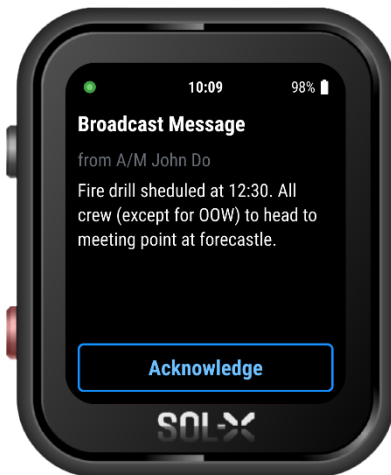 10:09 98%
Broadcast Message
from A/M John Do
Fire drill sheduled at 12:30. All
crew (except for OOW) to head to
meeting point at forecastle.
Acknowledge
SOL-X